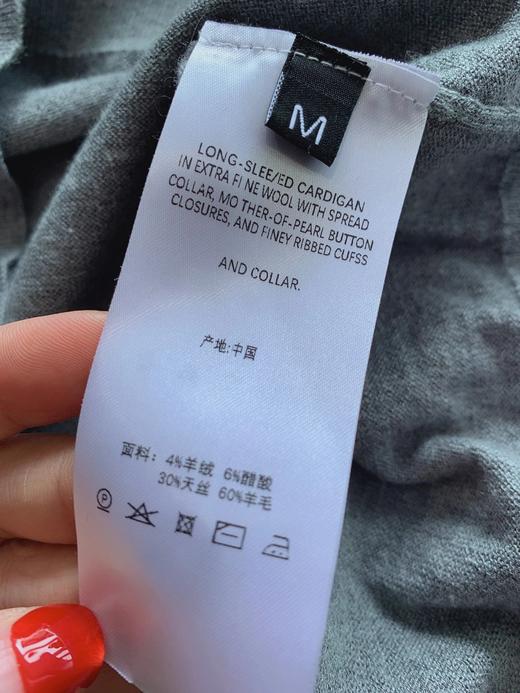 M
LONG-SLEE/ED CARDIGAN
IN EXTRA FINE WOOL WITH SPREAD
COLLAR, MO THER-OF-PEARL BUTTON
CLOSURES, AND FINEY RIBBED CUFSS
AND COLLAR.
产地:中国
面料: 4%羊绒 6%醋酸
30%天丝 60%羊毛
P